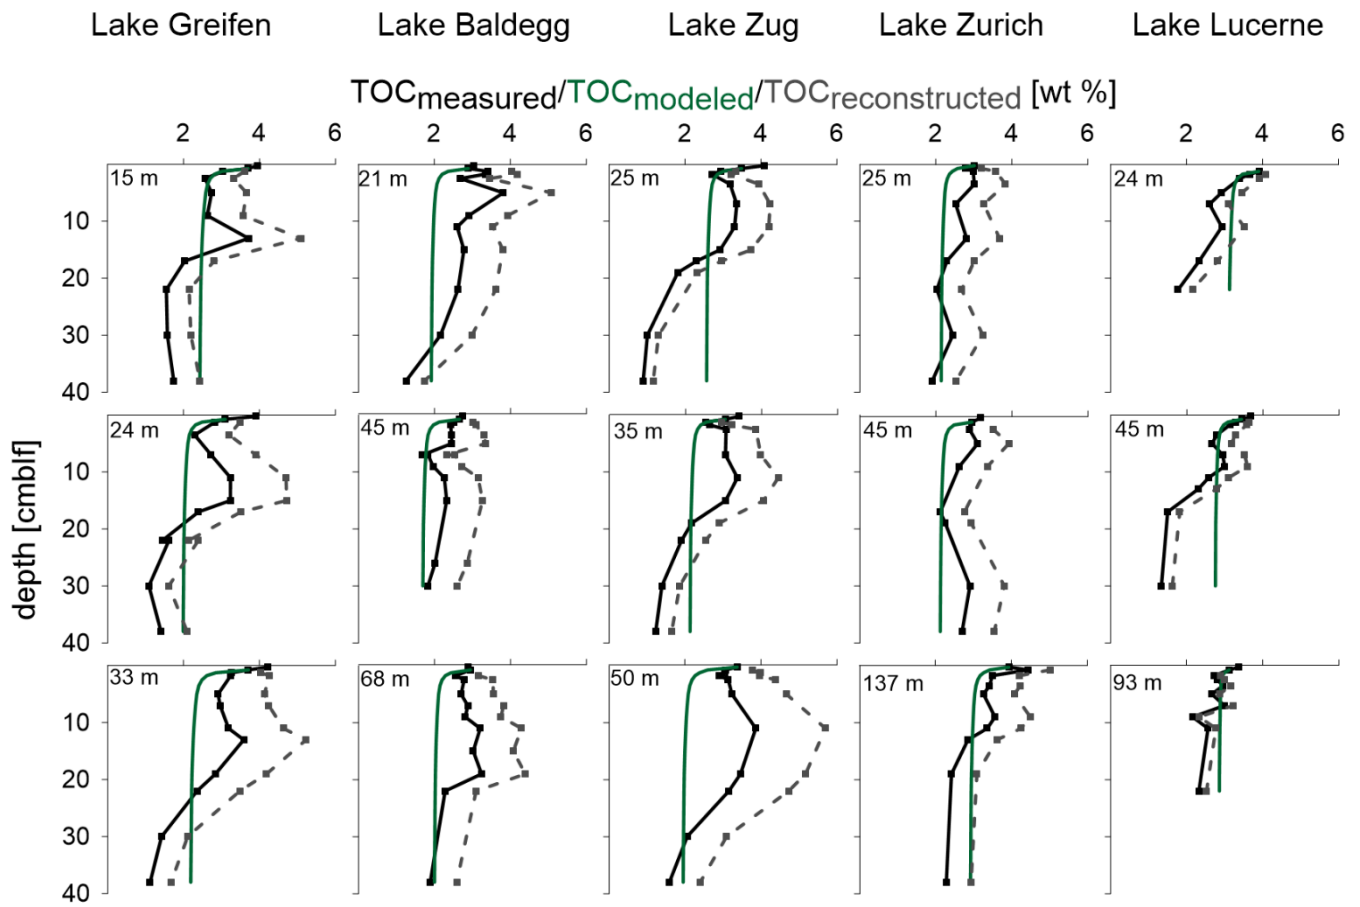 Lake Greifen Lake Baldegg Lake Zug Lake Zurich Lake Lucerne
TOCmeasured/TOCmodeled/TOCreconstructed [wt %]
2 4 6 2 4 6 2 4 6 2 4 6 2 4 6
15 m 21 m 25 m 25 m 24 m
10
20
30
40
24 m 45 m 35 m 45 m 45 m
10
20
30
40
33 m 68 m 50 m 137 m 93 m
10
20
30
40
depth [cmblf]